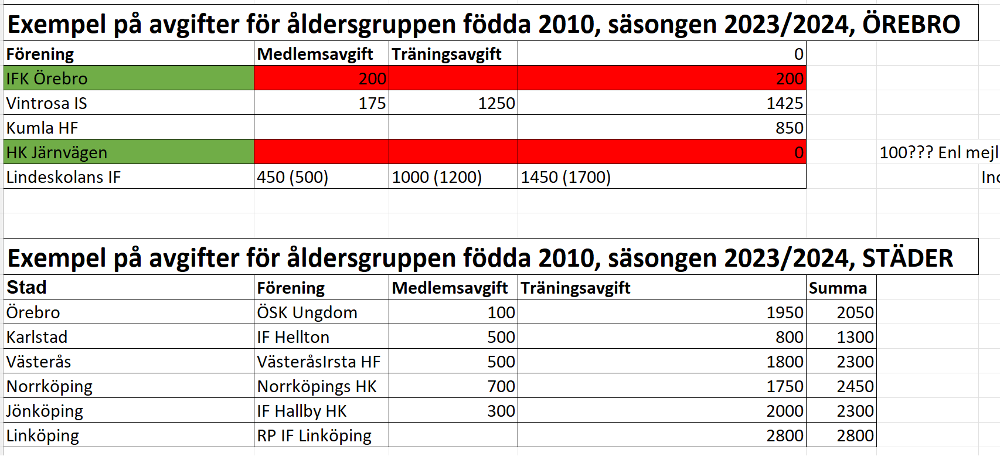 Exempel på avgifter för åldersgruppen födda 2010, säsongen 2023/2024, ÖREBRO
Förening Medlemsavgift Träningsavgift 0
IFK Örebro 200 200
Vintrosa IS 175 1250 1425
Kumla HF 850
HK Järnvägen 0 100??? Enl mejl
Lindeskolans IF 450 (500) 1000 (1200) 1450 (1700)
Exempel på avgifter för åldersgruppen födda 2010, säsongen 2023/2024, STÄDER
Stad Förening Medlemsavgift Träningsavgift Summa
Örebro ÖSK Ungdom 100 1950 2050
Karlstad IF Hellton 500 800 1300
Västerås VästeråsIrsta HF 500 1800 2300
Norrköping Norrköpings HK 700 1750 2450
Jönköping IF Hallby HK 300 2000 2300
Linköping RP IF Linköping 2800 2800